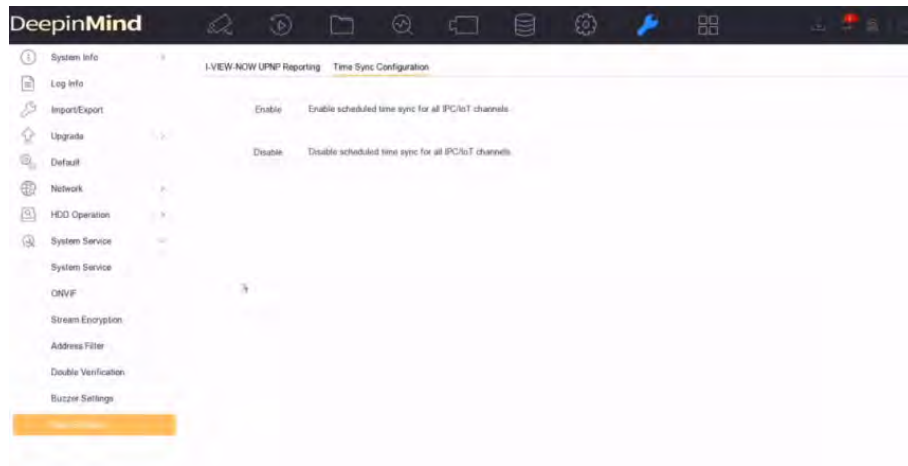 DeepinMind
System Info
I-VIEW-NOW UPNP Reporting Time Sync Configuration
Log Info
Import/Export
Enable Enable scheduled time sync for all IPC/IoT channels.
Upgrade
Disable Disable scheduled time sync for all IPC/IoT channels.
Default
Network
HDD Operation
System Service
System Service
ONVIF
Stream Encryption
Address Filter
Double Verification
Buzzer Settings